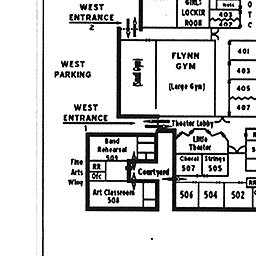 WEST
ENTRANCE
2
GIRLS
LOCKER
ROOM
402
407
O
T
C
FLYNN
GYM
(Large Gym)
(Small Gym)
401
403
405
407
WEST
PARKING
WEST
ENTRANCE
1
Theater Lobby
Little
Theater
Band
Rehearsal
509
Fine
Arts
Wing
RR
Ofc
Courtyard
Art Classroom
508
Choral
507
Strings
505
506
504
502
RR